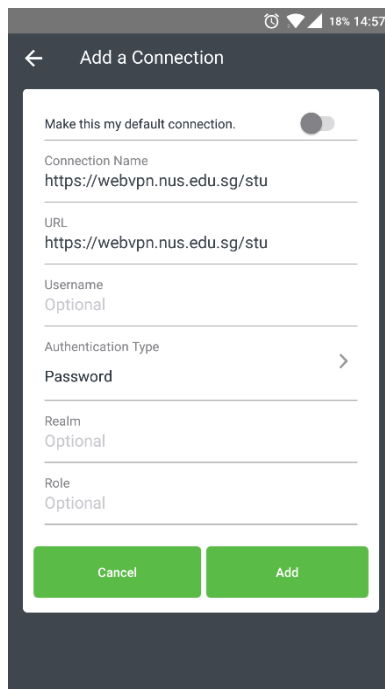 18% 14:57
Add a Connection
Make this my default connection.
Connection Name
https://webvpn.nus.edu.sg/stu
URL
https://webvpn.nus.edu.sg/stu
Username
Optional
Authentication Type
Password
Realm
Optional
Role
Optional
Cancel Add